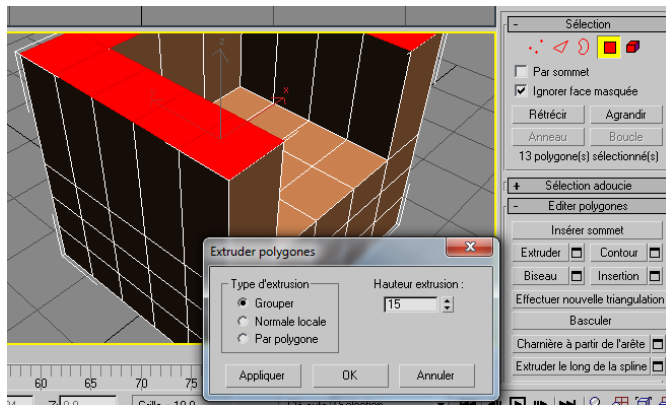 Sélection
Par sommet
Ignorer face masquée
Rétrécir Agrandir
Anneau Boucle
13 polygone(s) sélectionné(s)
Sélection adoucie
Editer polygones
Insérer sommet
Extruder Contour
Biseau Insertion
Effectuer nouvelle triangulation
Basculer
Charnière à partir de l'arête
Extruder le long de la spline
Extruder polygones
Type d'extrusion
Grouper
Normale locale
Par polygone
Hauteur extrusion :
15
Appliquer OK Annuler
z
x
60 65 70 75